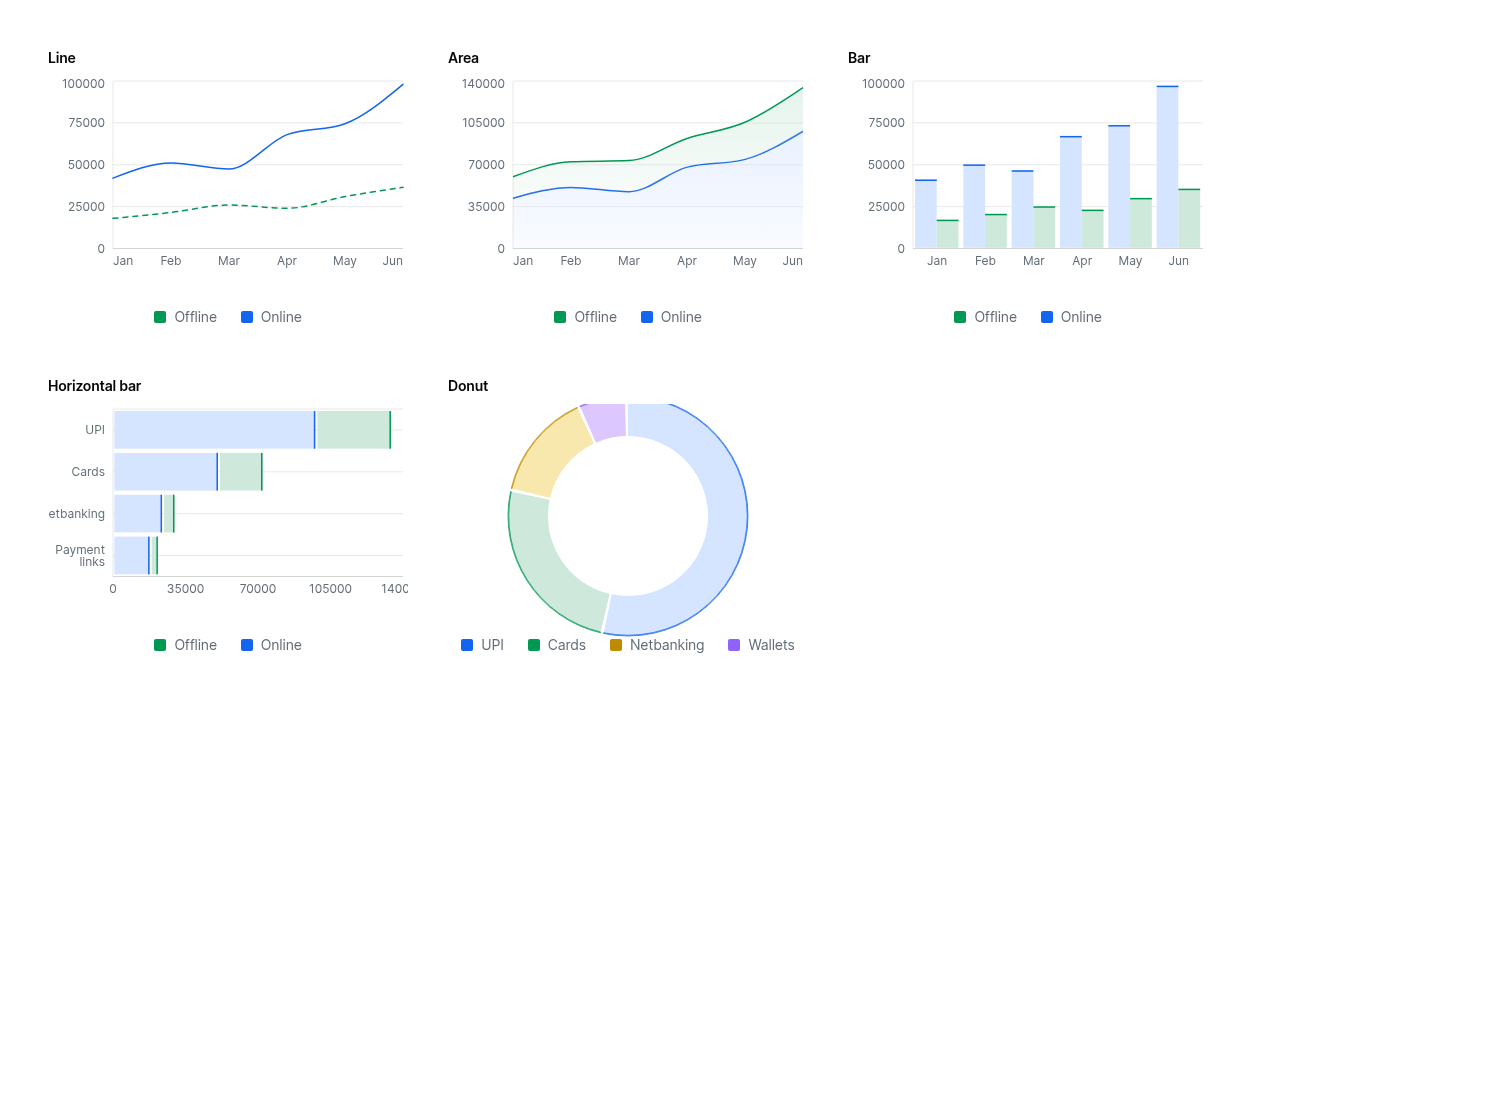 Line
100000
75000
50000
25000
0
Jan Feb Mar Apr May Jun
Offline Online
Area
140000
105000
70000
35000
0
Jan Feb Mar Apr May Jun
Offline Online
Bar
100000
75000
50000
25000
0
Jan Feb Mar Apr May Jun
Offline Online
Horizontal bar
UPI
Cards
etbanking
Payment
links
0 35000 70000 105000 1400
Offline Online
Donut
UPI Cards Netbanking Wallets